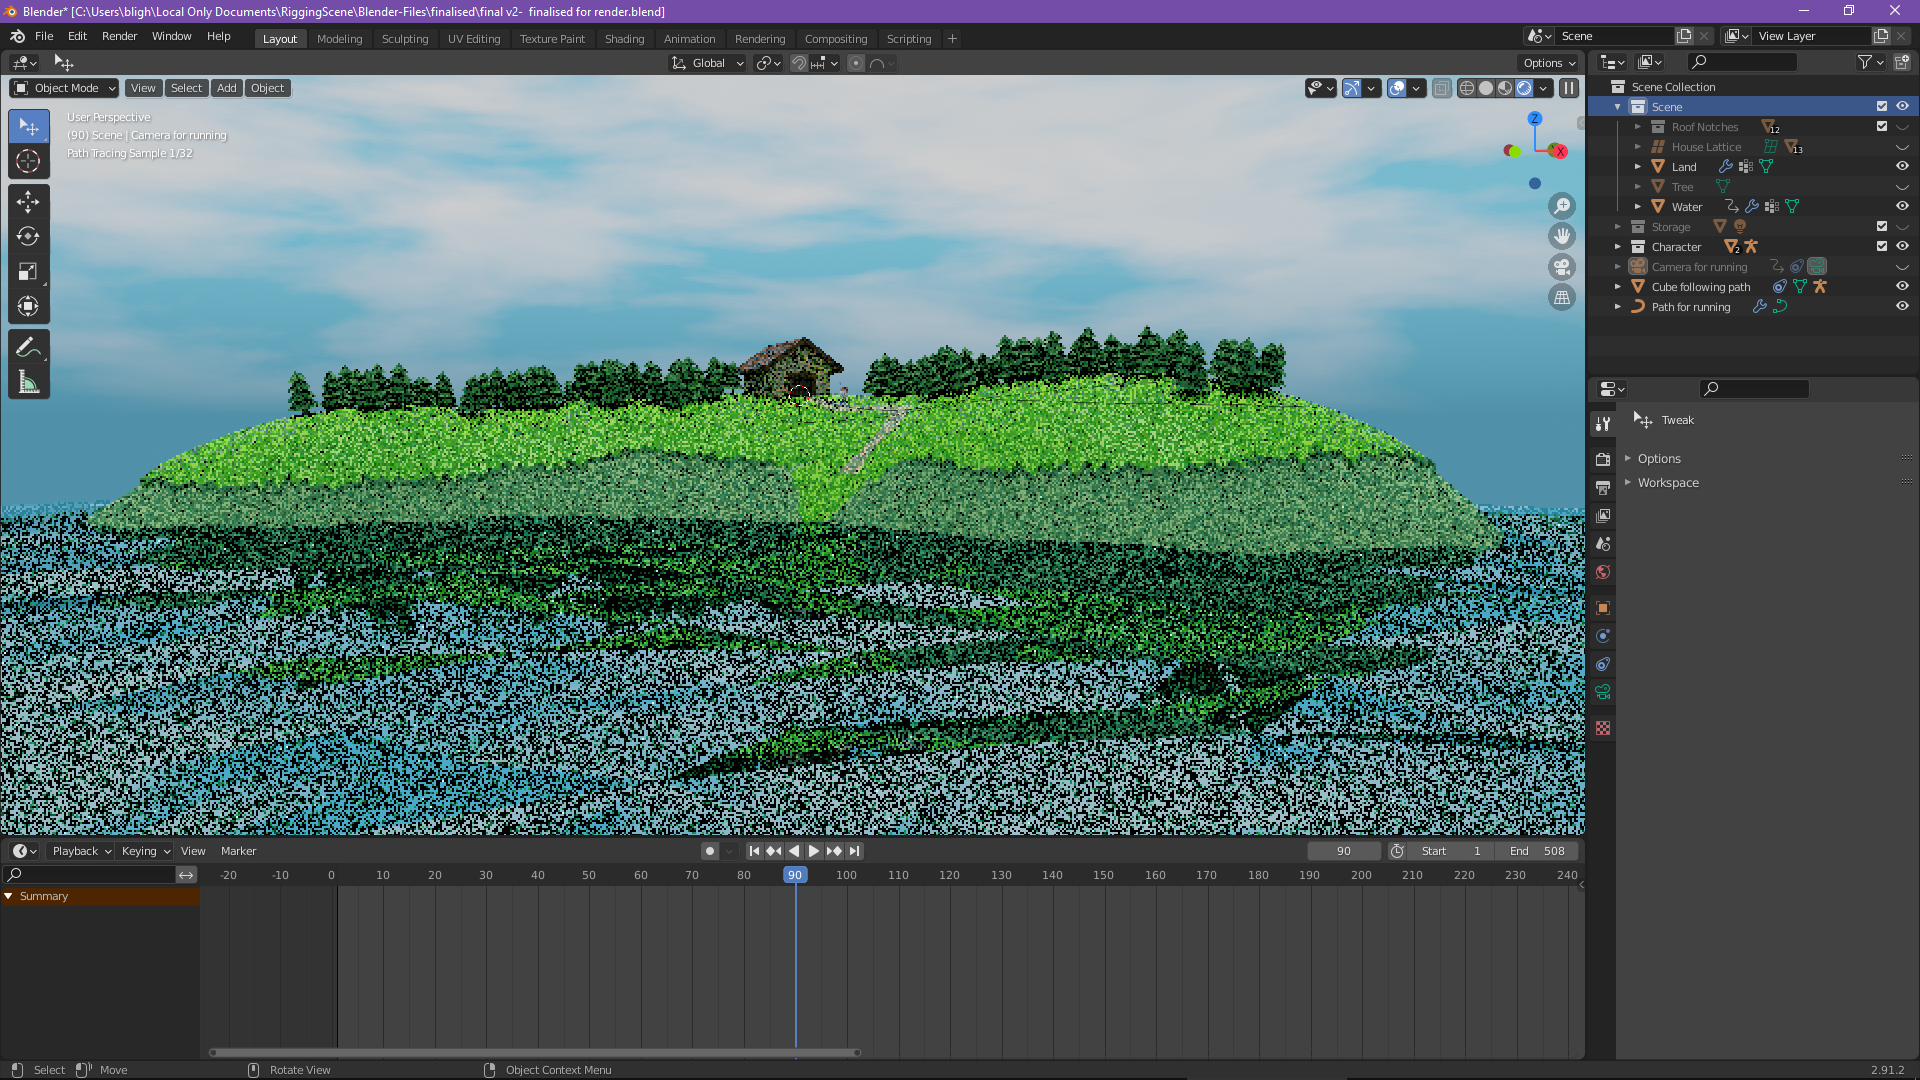 Blender* [C:\Users\bligh\Local Only Documents\RiggingScene\Blender-Files\finalised\final v2-  finalised for render.blend]
File Edit Render Window Help Layout Modeling Sculpting UV Editing Texture Paint Shading Animation Rendering Compositing Scripting + Scene View Layer
Global Options
Object Mode View Select Add Object
User Perspective
(90) Scene | Camera for running
Path Tracing Sample 1/32
Z
X
Scene Collection
Scene
Roof Notches 12
House Lattice 13
Land
Tree
Water
Storage
Character 2
Camera for running
Cube following path
Path for running
Tweak
Options
Workspace
Playback Keying View Marker 90 Start 1 End 508
-20 -10 0 10 20 30 40 50 60 70 80 90 100 110 120 130 140 150 160 170 180 190 200 210 220 230 240
Summary
Select Move Rotate View Object Context Menu 2.91.2